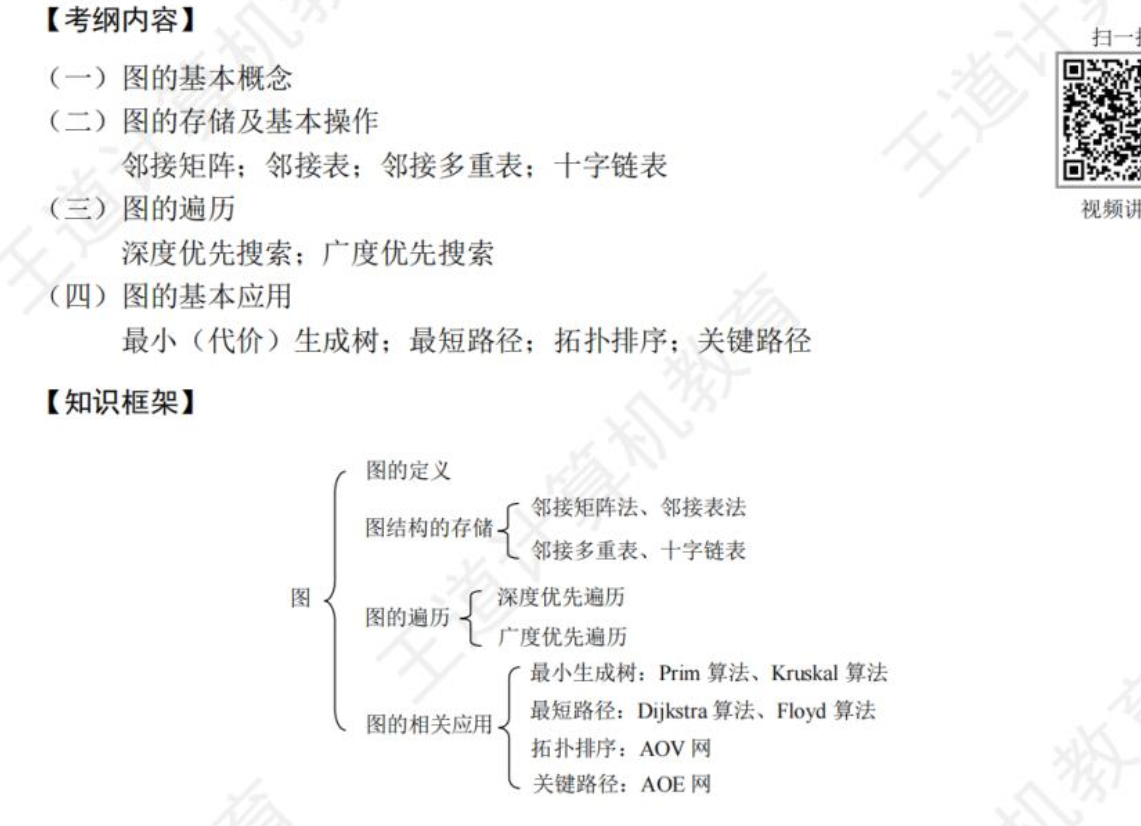 【考纲内容】
扫一
（一）图的基本概念
（二）图的存储及基本操作
邻接矩阵；邻接表；邻接多重表；十字链表
（三）图的遍历
视频讲
深度优先搜索；广度优先搜索
（四）图的基本应用
最小（代价）生成树；最短路径；拓扑排序；关键路径
【知识框架】
图
图的定义
图结构的存储
邻接矩阵法、邻接表法
邻接多重表、十字链表
图的遍历
深度优先遍历
广度优先遍历
图的相关应用
最小生成树：Prim 算法、Kruskal 算法
最短路径：Dijkstra 算法、Floyd 算法
拓扑排序：AOV 网
关键路径：AOE 网
王道计算机教育